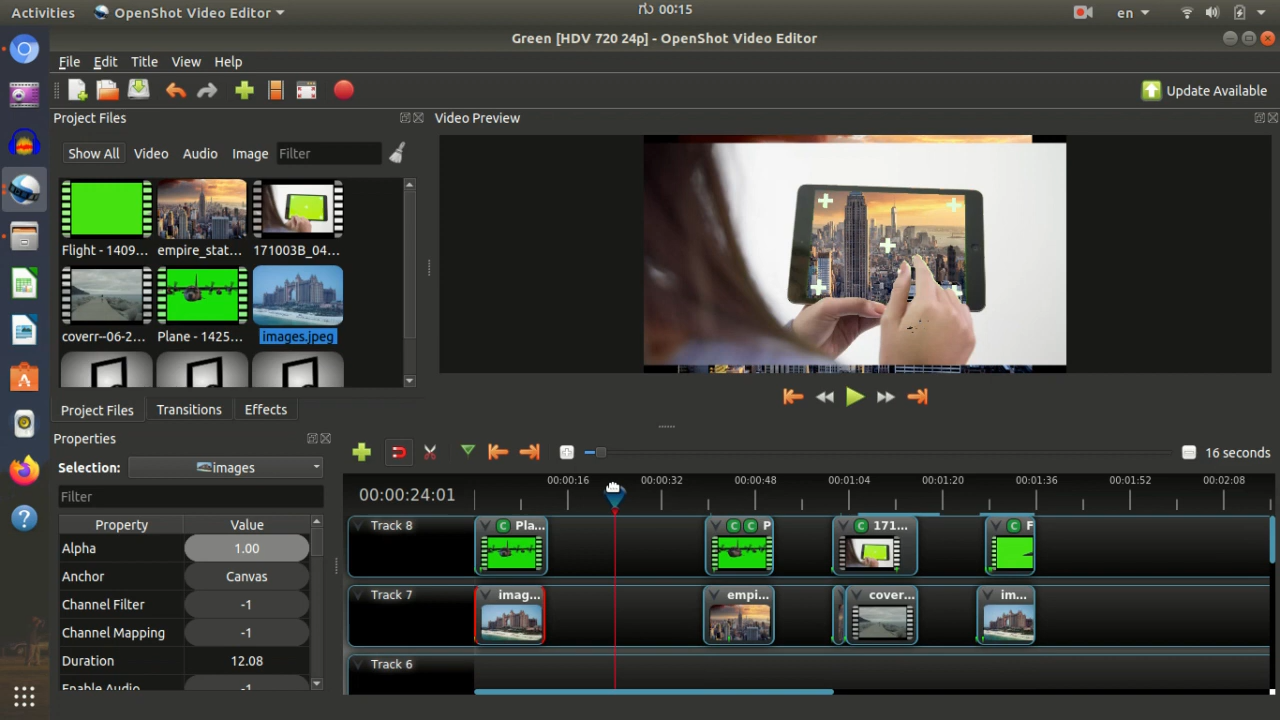 Activities OpenShot Video Editor 00:15 en
Green [HDV 720 24p] - OpenShot Video Editor
File Edit Title View Help
Update Available
Project Files Video Preview
Show All Video Audio Image Filter
Flight - 1409... empire_stat... 171003B_04...
coverr--06-2... Plane - 1425... images.jpeg
Project Files Transitions Effects
Properties
Selection: images
16 seconds
Filter
00:00:24:01
00:00:16 00:00:32 00:00:48 00:01:04 00:01:20 00:01:36 00:01:52 00:02:08
Property Value
Alpha 1.00
Anchor Canvas
Channel Filter -1
Channel Mapping -1
Duration 12.08
Enable Audio -1
Track 8 C Pla... C C P C 171... C F
Track 7 imag... empi... cover... im...
Track 6